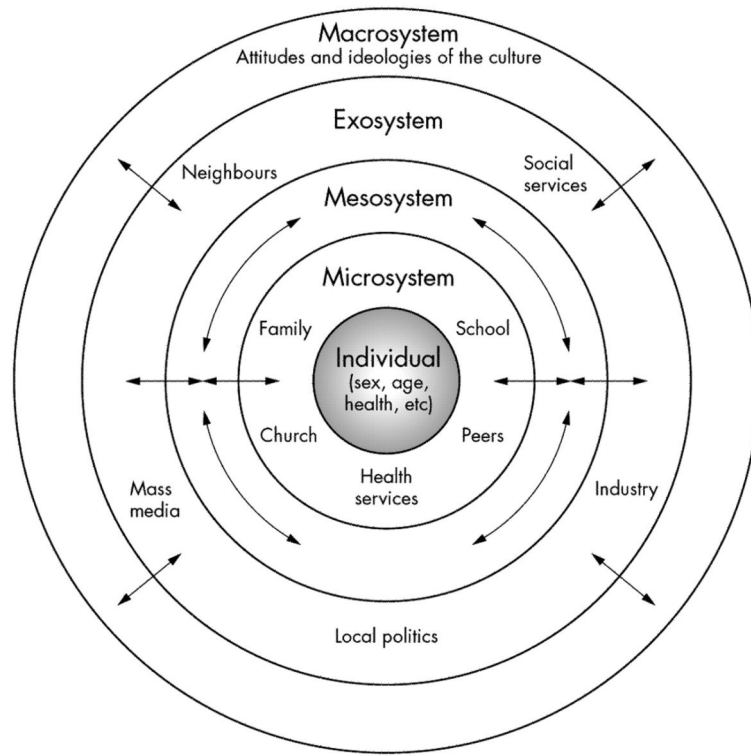 Macrosystem
Attitudes and ideologies of the culture
Exosystem
Neighbours
Social
services
Mesosystem
Microsystem
Family
School
Individual
(sex, age,
health, etc)
Church
Peers
Health
services
Mass
media
Industry
Local politics